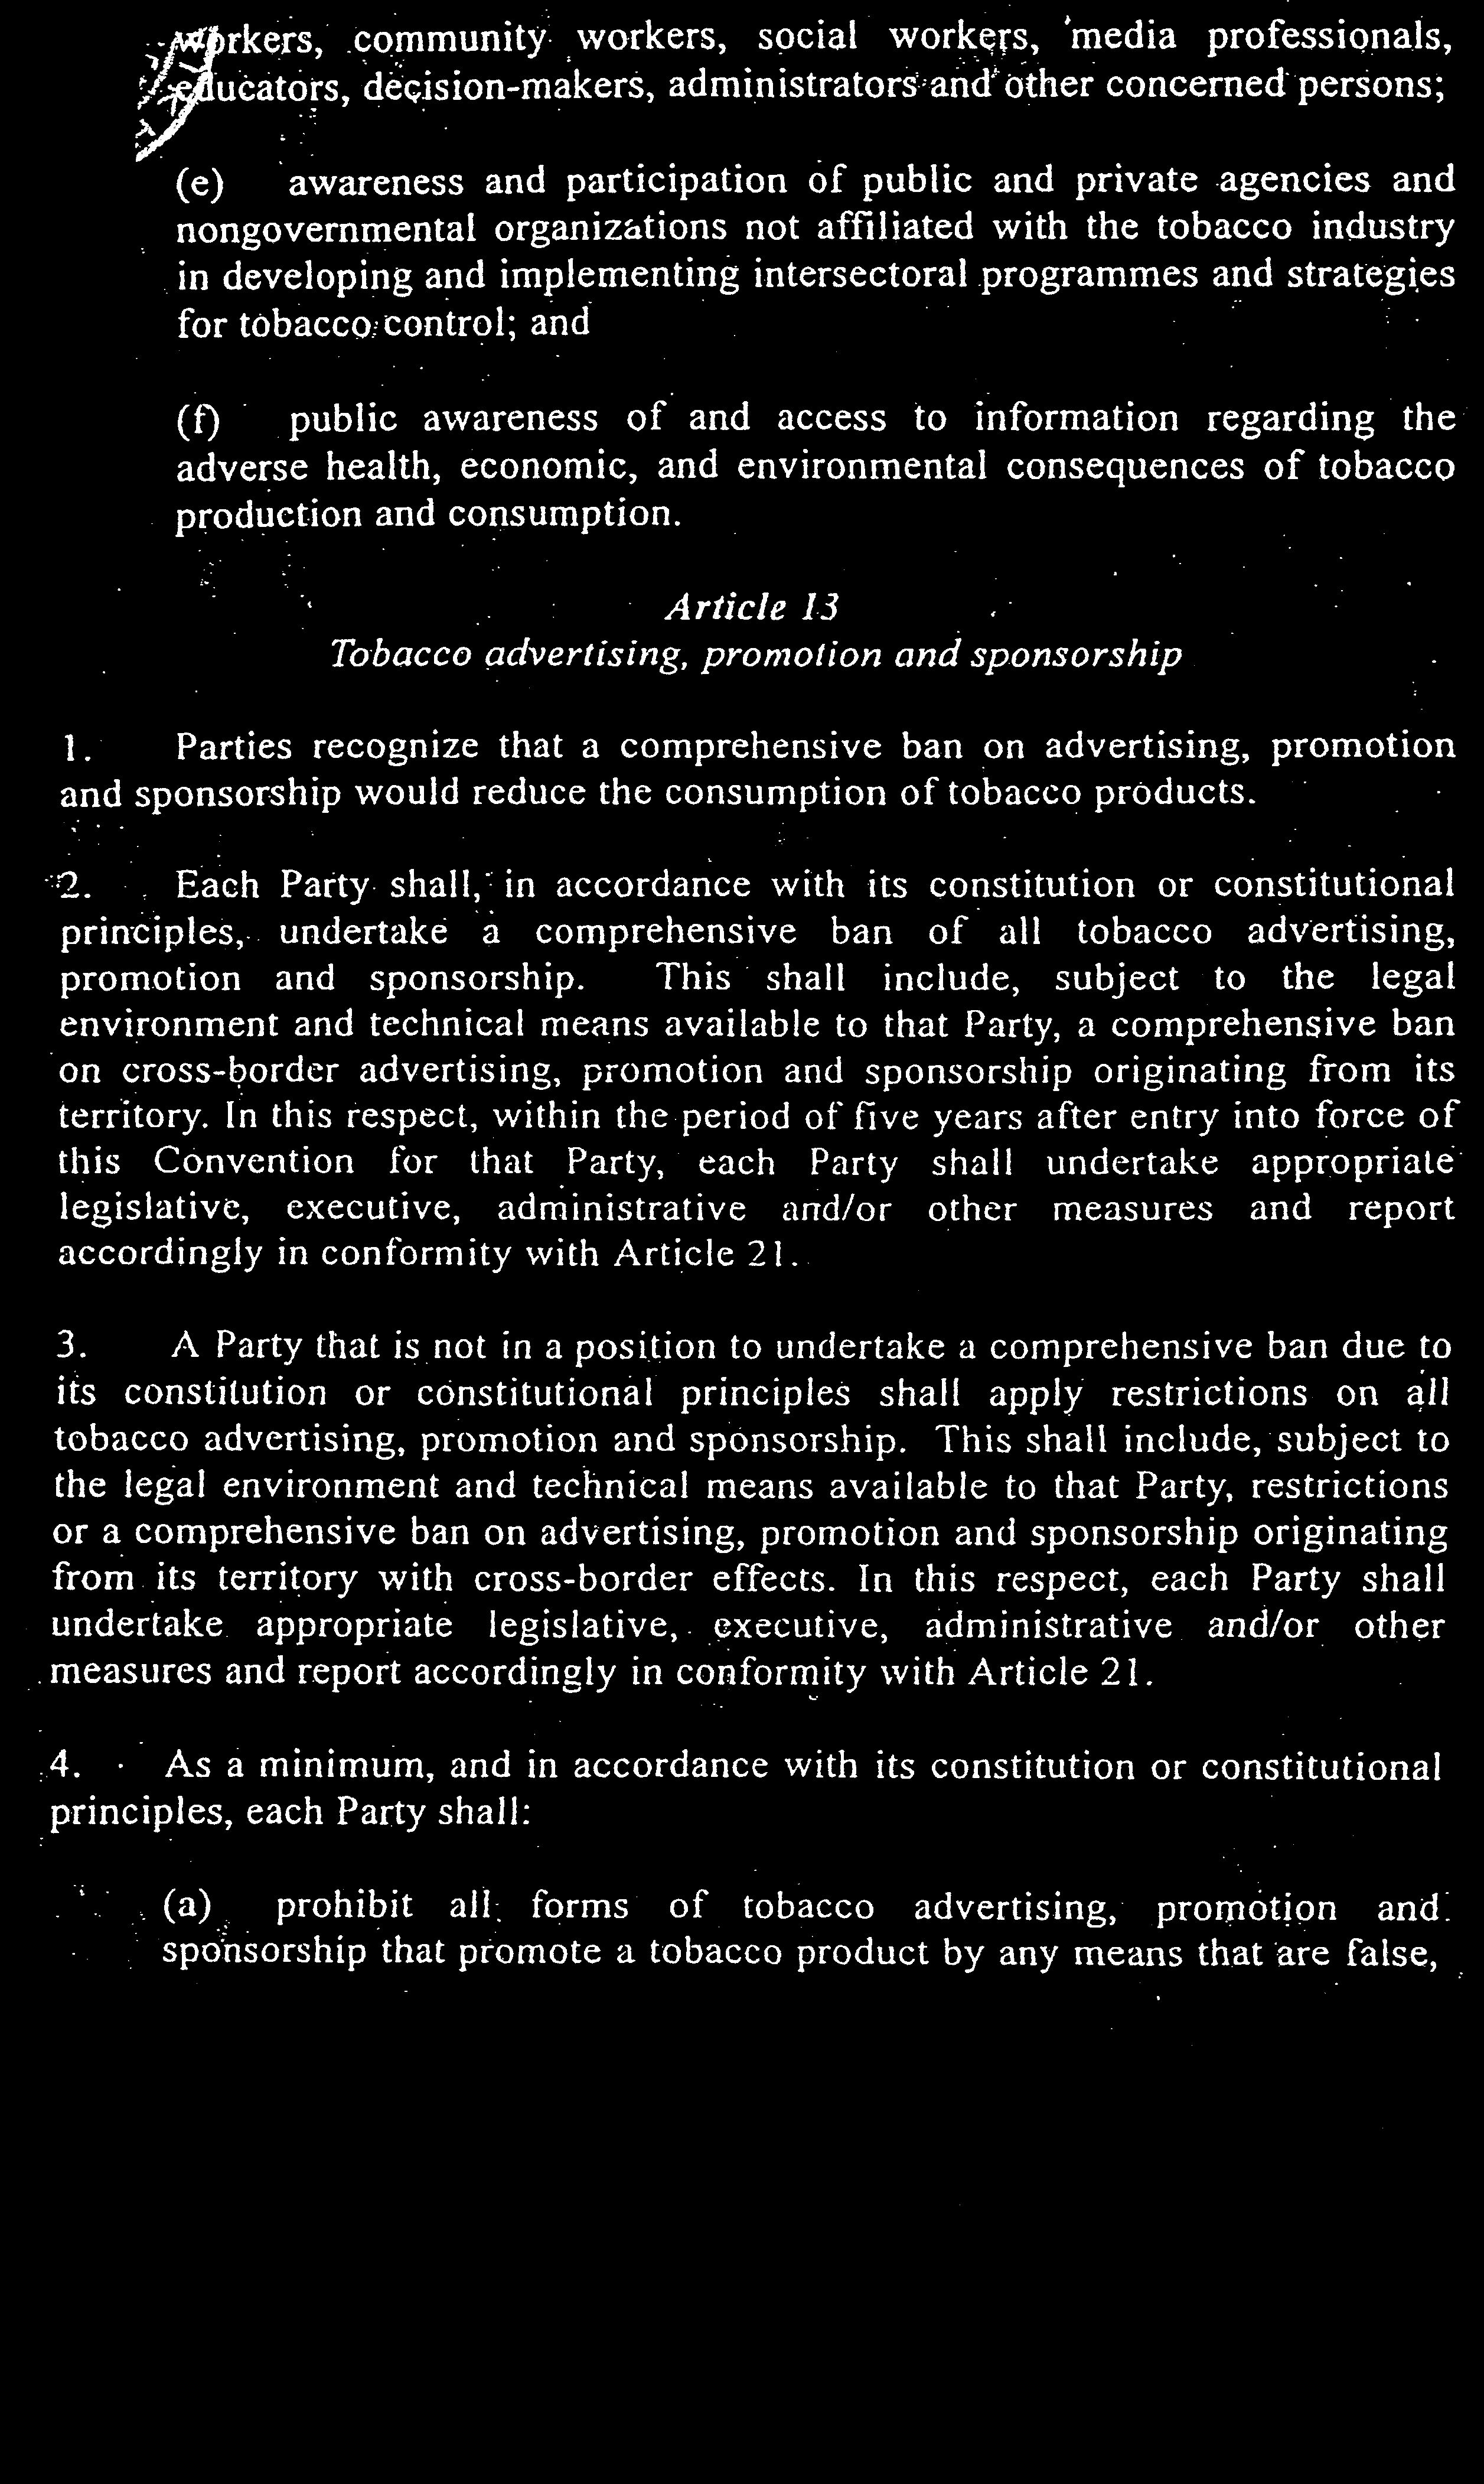 workers, community workers, social workers, media professionals,
educators, decision-makers, administrators and other concerned persons;
(e) awareness and participation of public and private agencies and
nongovernmental organizations not affiliated with the tobacco industry
in developing and implementing intersectoral programmes and strategies
for tobacco control; and
(f) public awareness of and access to information regarding the
adverse health, economic, and environmental consequences of tobacco
production and consumption.
Article 13
Tobacco advertising, promotion and sponsorship
1. Parties recognize that a comprehensive ban on advertising, promotion
and sponsorship would reduce the consumption of tobacco products.
2. Each Party shall, in accordance with its constitution or constitutional
principles, undertake a comprehensive ban of all tobacco advertising,
promotion and sponsorship. This shall include, subject to the legal
environment and technical means available to that Party, a comprehensive ban
on cross-border advertising, promotion and sponsorship originating from its
territory. In this respect, within the period of five years after entry into force of
this Convention for that Party, each Party shall undertake appropriate
legislative, executive, administrative and/or other measures and report
accordingly in conformity with Article 21.
3. A Party that is not in a position to undertake a comprehensive ban due to
its constitution or constitutional principles shall apply restrictions on all
tobacco advertising, promotion and sponsorship. This shall include, subject to
the legal environment and technical means available to that Party, restrictions
or a comprehensive ban on advertising, promotion and sponsorship originating
from its territory with cross-border effects. In this respect, each Party shall
undertake appropriate legislative, executive, administrative and/or other
measures and report accordingly in conformity with Article 21.
4. As a minimum, and in accordance with its constitution or constitutional
principles, each Party shall:
(a) prohibit all forms of tobacco advertising, promotion and
sponsorship that promote a tobacco product by any means that are false,